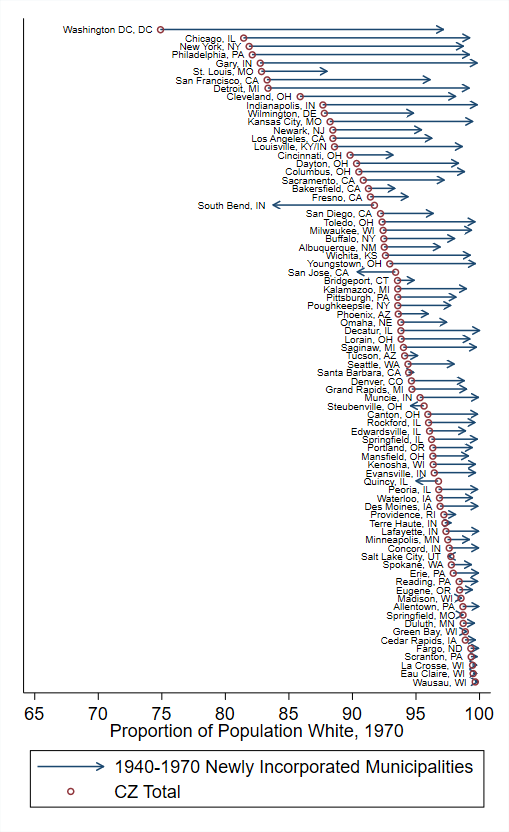 Washington DC, DC
Chicago, IL
New York, NY
Philadelphia, PA
Gary, IN
St. Louis, MO
San Francisco, CA
Detroit, MI
Cleveland, OH
Indianapolis, IN
Wilmington, DE
Kansas City, MO
Newark, NJ
Los Angeles, CA
Louisville, KY/IN
Cincinnati, OH
Dayton, OH
Columbus, OH
Sacramento, CA
Bakersfield, CA
Fresno, CA
South Bend, IN
San Diego, CA
Toledo, OH
Milwaukee, WI
Buffalo, NY
Albuquerque, NM
Wichita, KS
Youngstown, OH
San Jose, CA
Bridgeport, CT
Kalamazoo, MI
Pittsburgh, PA
Poughkeepsie, NY
Phoenix, AZ
Omaha, NE
Decatur, IL
Lorain, OH
Saginaw, MI
Tucson, AZ
Seattle, WA
Santa Barbara, CA
Denver, CO
Grand Rapids, MI
Muncie, IN
Steubenville, OH
Canton, OH
Rockford, IL
Edwardsville, IL
Springfield, IL
Portland, OR
Mansfield, OH
Kenosha, WI
Evansville, IN
Quincy, IL
Peoria, IL
Waterloo, IA
Des Moines, IA
Providence, RI
Terre Haute, IN
Lafayette, IN
Minneapolis, MN
Concord, IN
Salt Lake City, UT
Spokane, WA
Erie, PA
Reading, PA
Eugene, OR
Madison, WI
Allentown, PA
Springfield, MO
Duluth, MN
Green Bay, WI
Cedar Rapids, IA
Fargo, ND
Scranton, PA
La Crosse, WI
Eau Claire, WI
Wausau, WI
65 70 75 80 85 90 95 100
Proportion of Population White, 1970
1940-1970 Newly Incorporated Municipalities
CZ Total